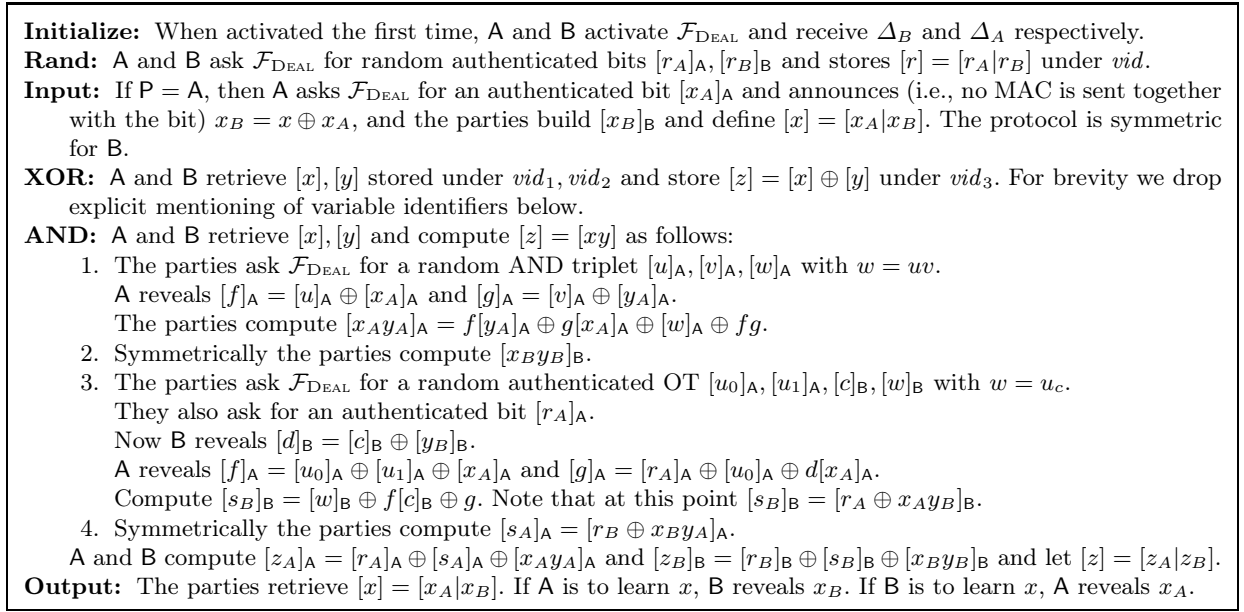 Initialize: When activated the first time, A and B activate F_DEAL and receive Δ_B and Δ_A respectively.
Rand: A and B ask F_DEAL for random authenticated bits [r_A]_A, [r_B]_B and stores [r] = [r_A|r_B] under vid.
Input: If P = A, then A asks F_DEAL for an authenticated bit [x_A]_A and announces (i.e., no MAC is sent together
with the bit) x_B = x ⊕ x_A, and the parties build [x_B]_B and define [x] = [x_A|x_B]. The protocol is symmetric
for B.
XOR: A and B retrieve [x], [y] stored under vid_1, vid_2 and store [z] = [x] ⊕ [y] under vid_3. For brevity we drop
explicit mentioning of variable identifiers below.
AND: A and B retrieve [x], [y] and compute [z] = [xy] as follows:
1. The parties ask F_DEAL for a random AND triplet [u]_A, [v]_A, [w]_A with w = uv.
A reveals [f]_A = [u]_A ⊕ [x_A]_A and [g]_A = [v]_A ⊕ [y_A]_A.
The parties compute [x_Ay_A]_A = f[y_A]_A ⊕ g[x_A]_A ⊕ [w]_A ⊕ fg.
2. Symmetrically the parties compute [x_By_B]_B.
3. The parties ask F_DEAL for a random authenticated OT [u_0]_A, [u_1]_A, [c]_B, [w]_B with w = u_c.
They also ask for an authenticated bit [r_A]_A.
Now B reveals [d]_B = [c]_B ⊕ [y_B]_B.
A reveals [f]_A = [u_0]_A ⊕ [u_1]_A ⊕ [x_A]_A and [g]_A = [r_A]_A ⊕ [u_0]_A ⊕ d[x_A]_A.
Compute [s_B]_B = [w]_B ⊕ f[c]_B ⊕ g. Note that at this point [s_B]_B = [r_A ⊕ x_Ay_B]_B.
4. Symmetrically the parties compute [s_A]_A = [r_B ⊕ x_By_A]_A.
A and B compute [z_A]_A = [r_A]_A ⊕ [s_A]_A ⊕ [x_Ay_A]_A and [z_B]_B = [r_B]_B ⊕ [s_B]_B ⊕ [x_By_B]_B and let [z] = [z_A|z_B].
Output: The parties retrieve [x] = [x_A|x_B]. If A is to learn x, B reveals x_B. If B is to learn x, A reveals x_A.